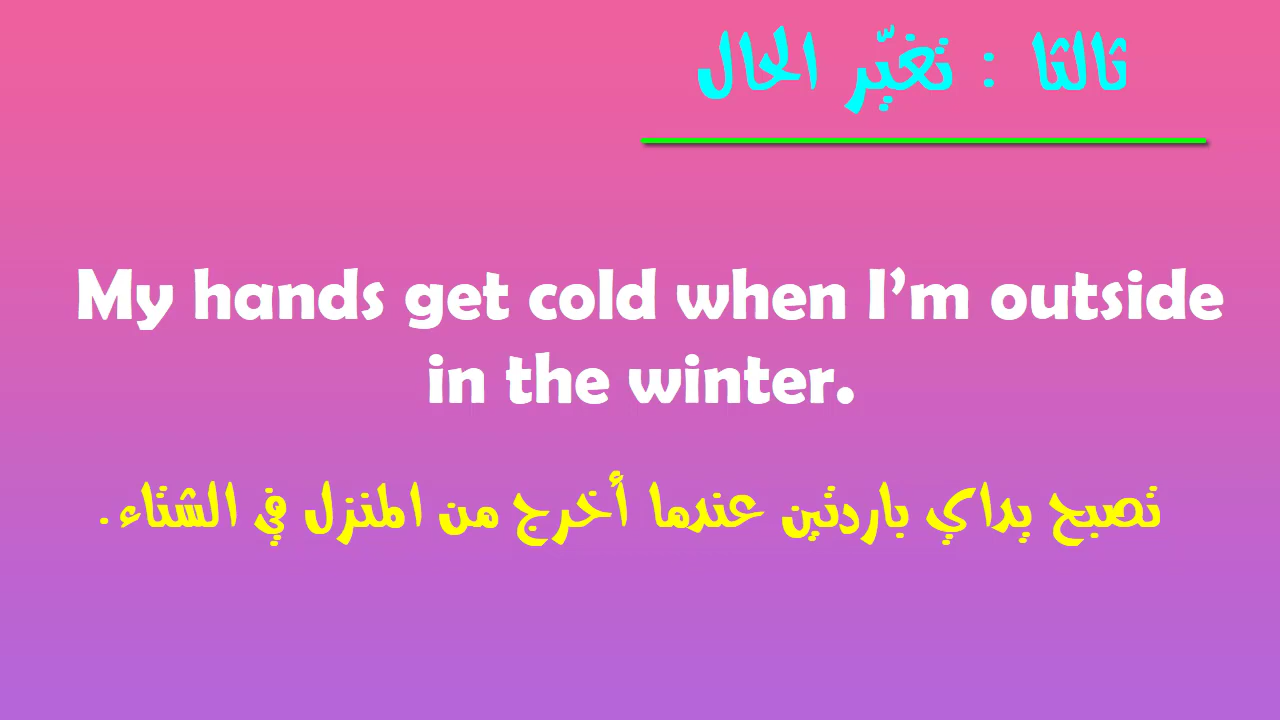 ثالثا : تغيّر الحال
My hands get cold when I’m outside
in the winter.
تصبح يداي باردتين عندما أخرج من المنزل في الشتاء .